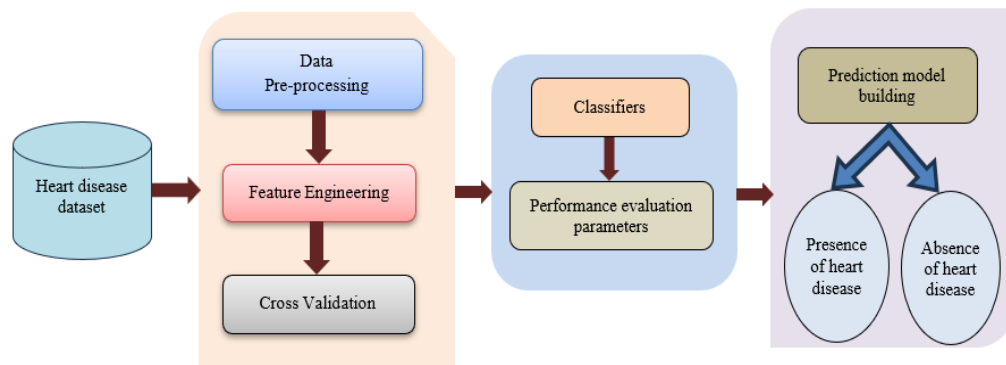 Heart disease
dataset
Data
Pre-processing
Feature Engineering
Cross Validation
Classifiers
Performance evaluation
parameters
Prediction model
building
Presence
of heart
disease
Absence
of heart
disease